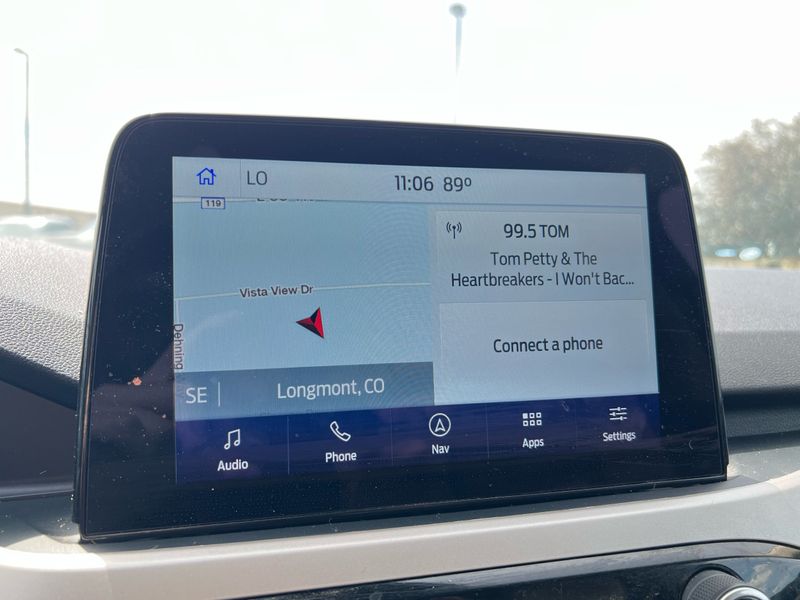 LO
11:06 89º
119
99.5 TOM
Tom Petty & The
Heartbreakers - I Won't Bac...
Vista View Dr
Connect a phone
SE
Longmont, CO
Audio
Phone
Nav
Apps
Settings